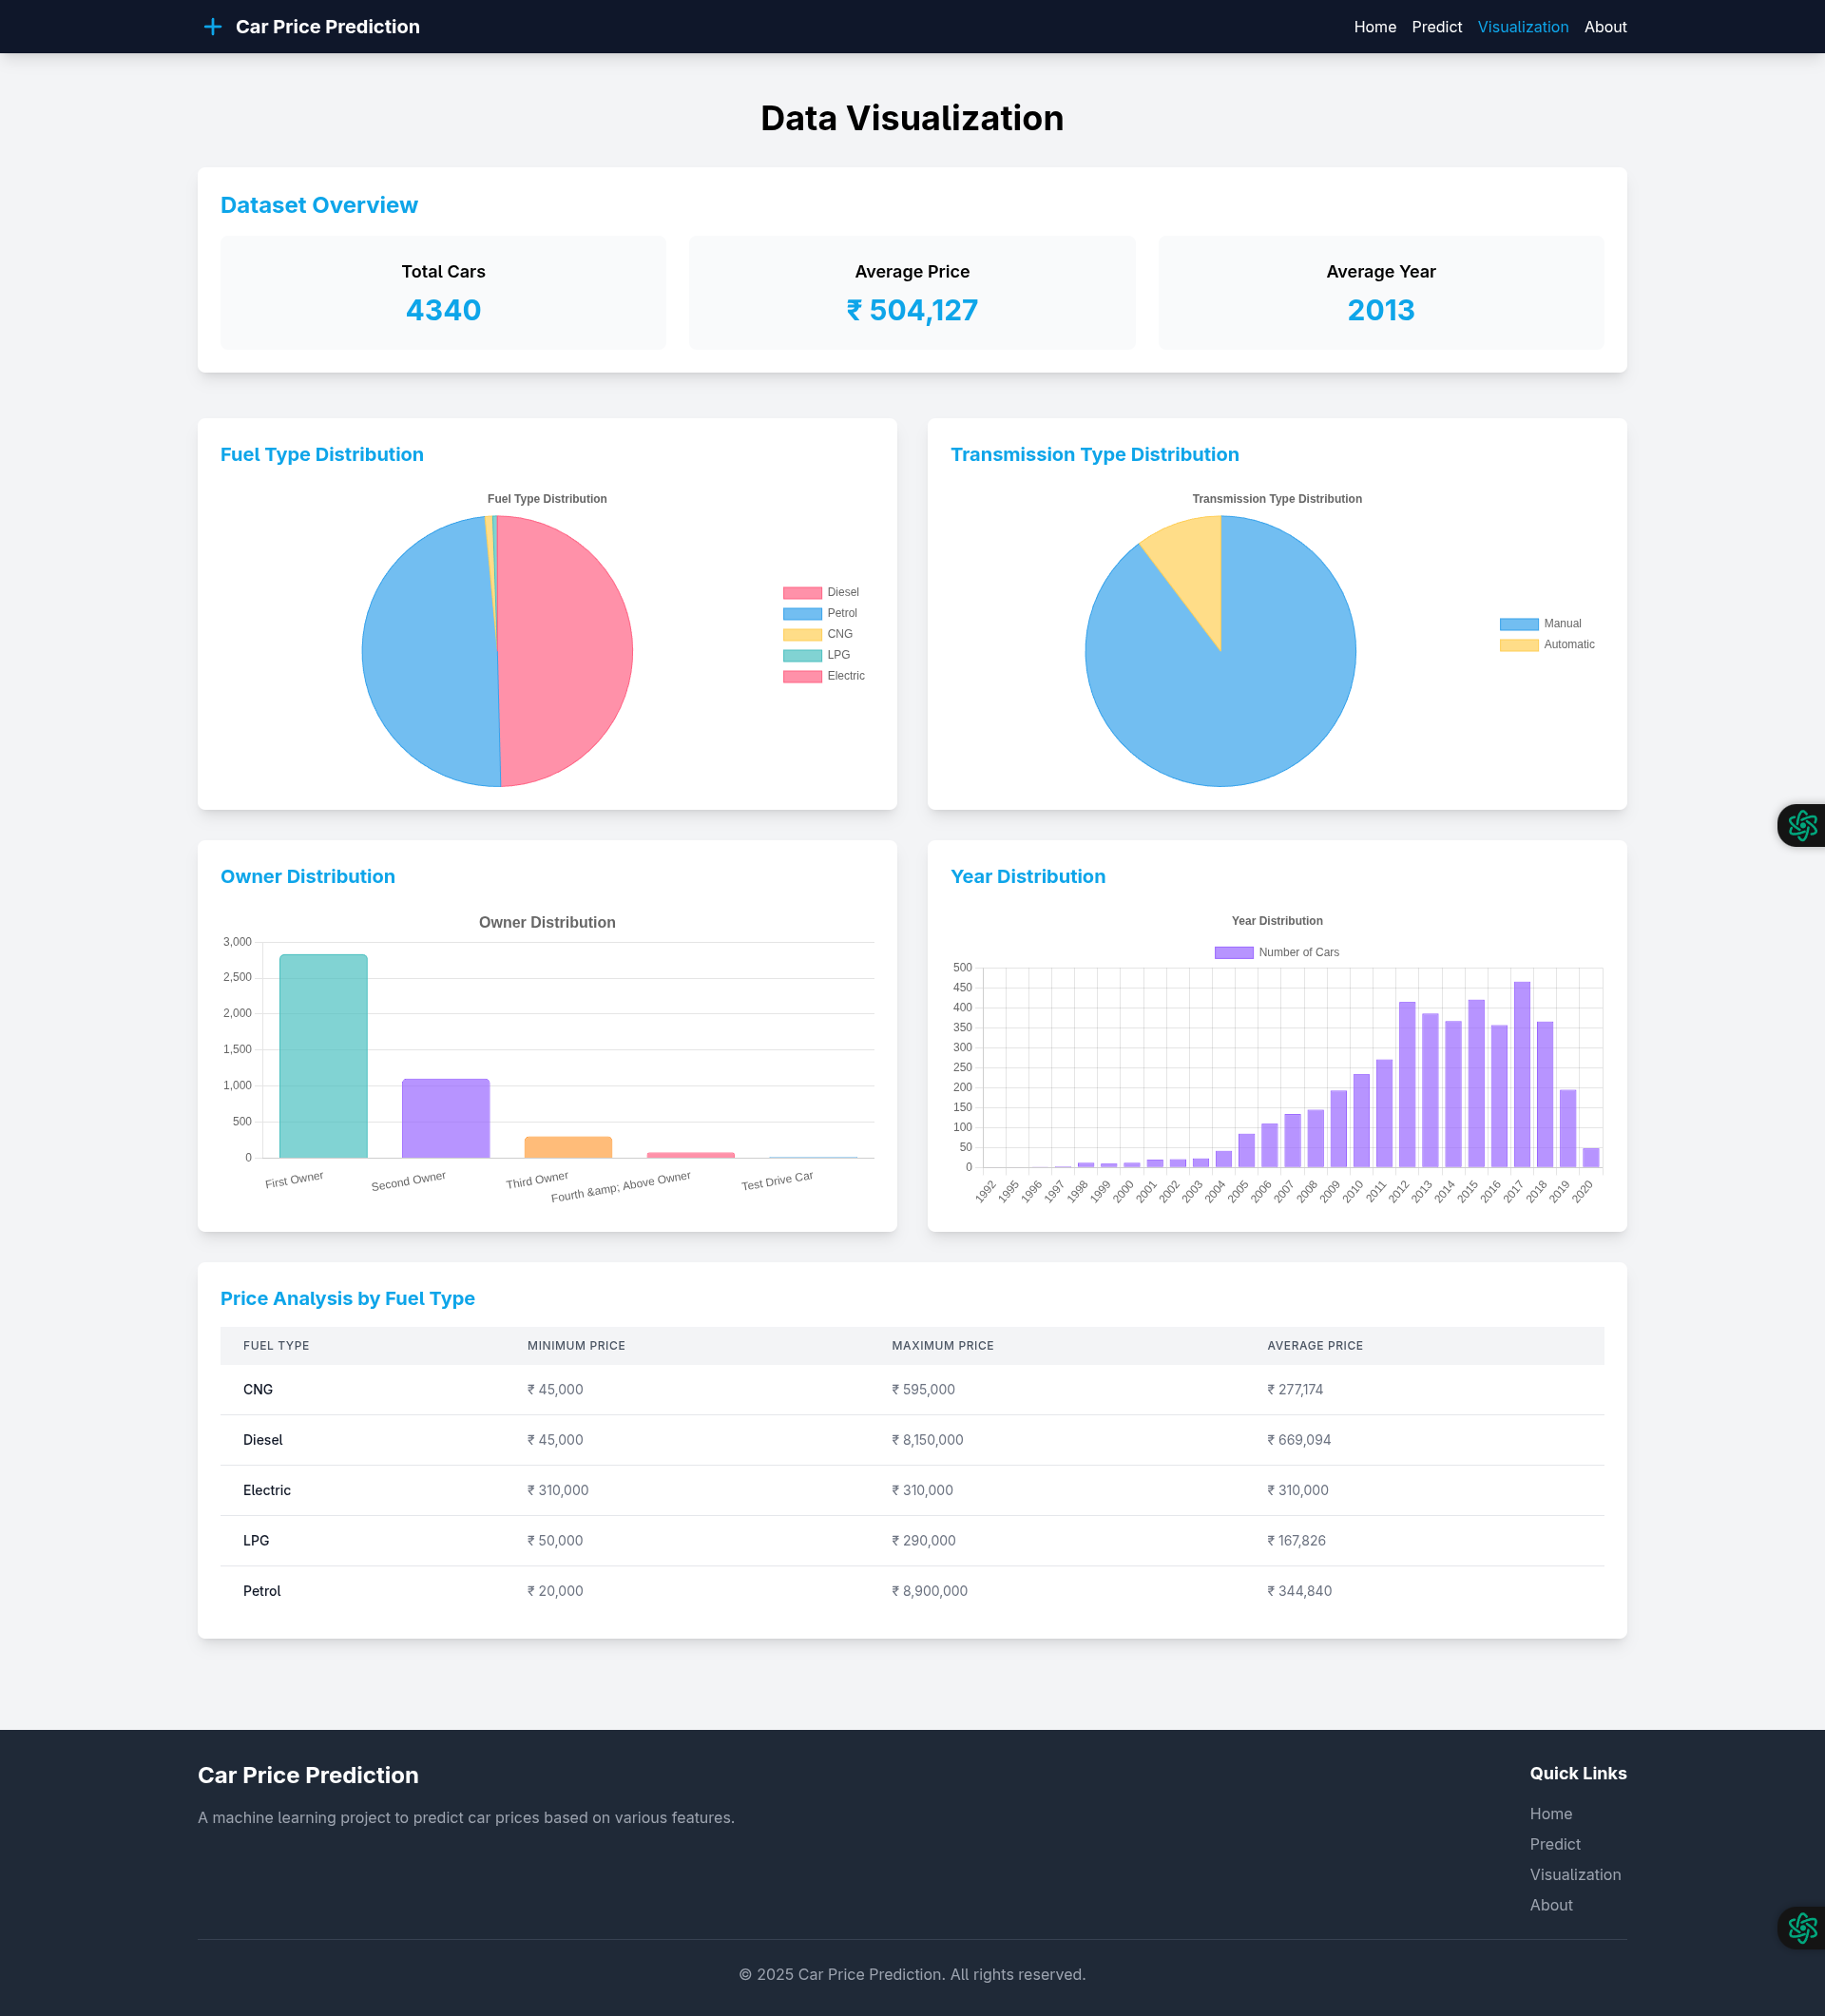 Car Price Prediction
Home Predict Visualization About
Data Visualization
Dataset Overview
Total Cars
4340
Average Price
₹ 504,127
Average Year
2013
Fuel Type Distribution
Fuel Type Distribution
Diesel
Petrol
CNG
LPG
Electric
Transmission Type Distribution
Transmission Type Distribution
Manual
Automatic
Owner Distribution
Owner Distribution
3,000
2,500
2,000
1,500
1,000
500
0
First Owner
Second Owner
Third Owner
Fourth &amp; Above Owner
Test Drive Car
Year Distribution
Year Distribution
Number of Cars
500
450
400
350
300
250
200
150
100
50
0
1992 1995 1996 1997 1998 1999 2000 2001 2002 2003 2004 2005 2006 2007 2008 2009 2010 2011 2012 2013 2014 2015 2016 2017 2018 2019 2020
Price Analysis by Fuel Type
FUEL TYPE MINIMUM PRICE MAXIMUM PRICE AVERAGE PRICE
CNG ₹ 45,000 ₹ 595,000 ₹ 277,174
Diesel ₹ 45,000 ₹ 8,150,000 ₹ 669,094
Electric ₹ 310,000 ₹ 310,000 ₹ 310,000
LPG ₹ 50,000 ₹ 290,000 ₹ 167,826
Petrol ₹ 20,000 ₹ 8,900,000 ₹ 344,840
Car Price Prediction
A machine learning project to predict car prices based on various features.
Quick Links
Home
Predict
Visualization
About
© 2025 Car Price Prediction. All rights reserved.